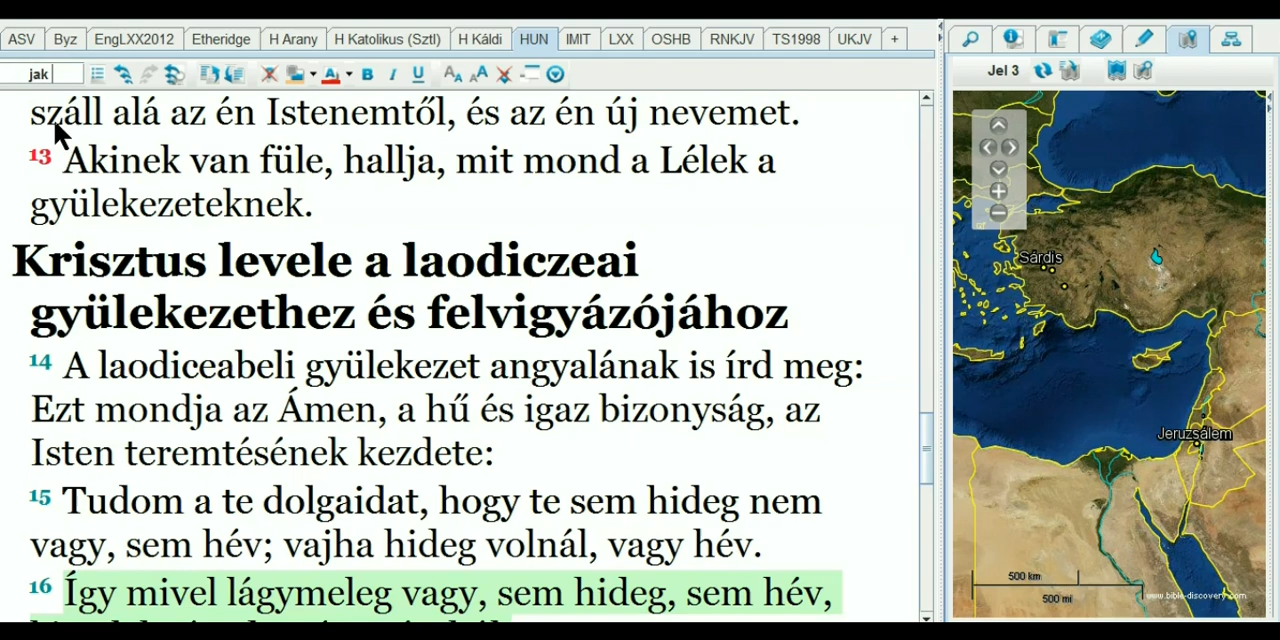 ASV Byz EngLXX2012 Etheridge H Arany H Katolikus (Sztl) H Káldi HUN IMIT LXX OSHB RNKJV TS1998 UKJV +
jak
Jel 3
száll alá az én Istenemtől, és az én új nevemet.
13 Akinek van füle, hallja, mit mond a Lélek a
gyülekezeteknek.
Krisztus levele a laodiczeai
gyülekezethez és felvigyázójához
14 A laodiceabeli gyülekezet angyalának is írd meg:
Ezt mondja az Ámen, a hű és igaz bizonyság, az
Isten teremtésének kezdete:
15 Tudom a te dolgaidat, hogy te sem hideg nem
vagy, sem hév; vajha hideg volnál, vagy hév.
16 Így mivel lágymeleg vagy, sem hideg, sem hév,
Sárdis
Jeruzsálem
500 km
500 mi
www.bible-discovery.com